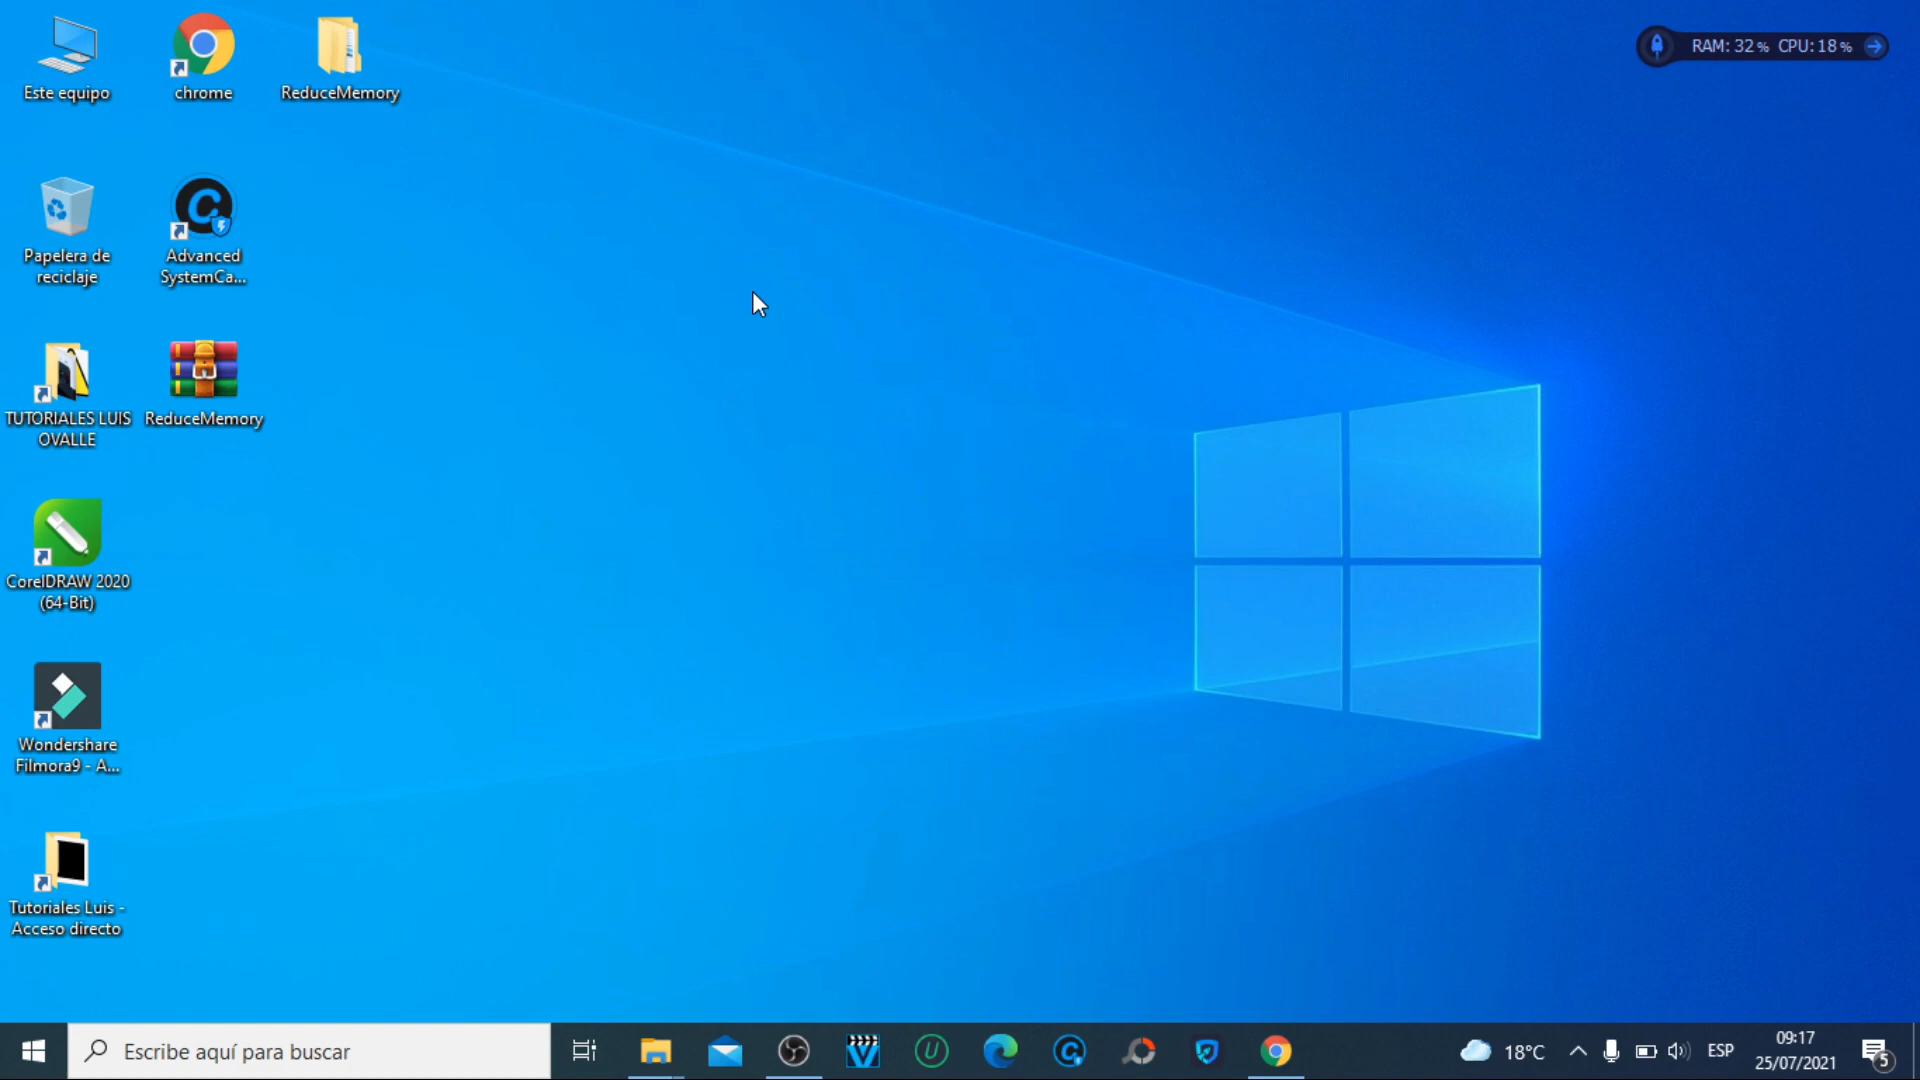 Este equipo
chrome
ReduceMemory
RAM: 32% CPU: 18%
Papelera de
reciclaje
Advanced
SystemCa...
TUTORIALES LUIS
OVALLE
ReduceMemory
CorelDRAW 2020
(64-Bit)
Wondershare
Filmora9 - A...
Tutoriales Luis -
Acceso directo
Escribe aquí para buscar
18°C
ESP
09:17
25/07/2021
5